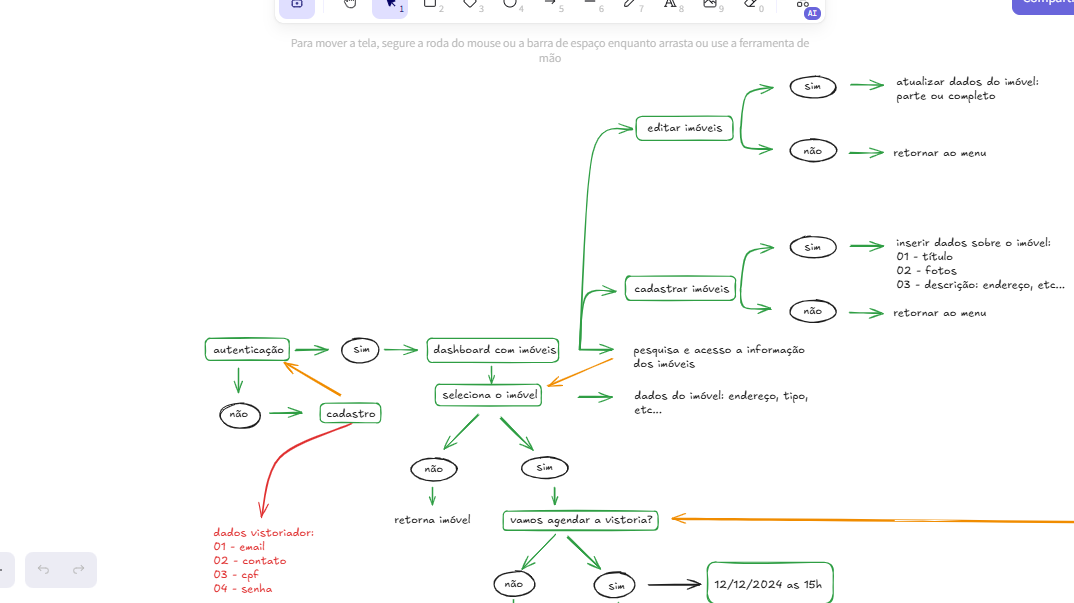 1
2
3
4
5
6
7
A
8
9
0
AI
Para mover a tela, segure a roda do mouse ou a barra de espaço enquanto arrasta ou use a ferramenta de
mão
editar imóveis
Sim
atualizar dados do imóvel:
parte ou completo
não
retornar ao menu
cadastrar imóveis
Sim
inserir dados sobre o imóvel:
01 - título
02 - fotos
03 - descrição: endereço, etc...
não
retornar ao menu
autenticação
Sim
dashboard com imóveis
pesquisa e acesso a informação
dos imóveis
seleciona o imóvel
dados do imóvel: endereço, tipo,
etc...
não
cadastro
não
Sim
retorna imóvel
vamos agendar a vistoria?
dados vistoriador:
01 - email
02 - contato
03 - cpf
04 - senha
não
Sim
12/12/2024 as 15h